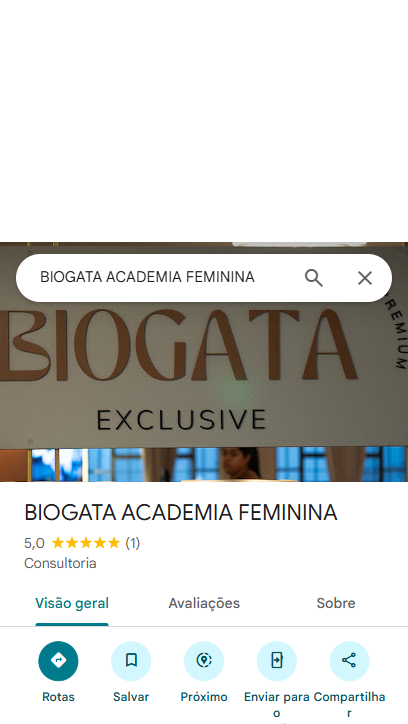 BIOGATA ACADEMIA FEMININA
BIOGATA
REMIUM
EXCLUSIVE
BIOGATA ACADEMIA FEMININA
5,0 ★★★★★ (1)
Consultoria
Visão geral Avaliações Sobre
Rotas Salvar Próximo Enviar para o Compartilhar